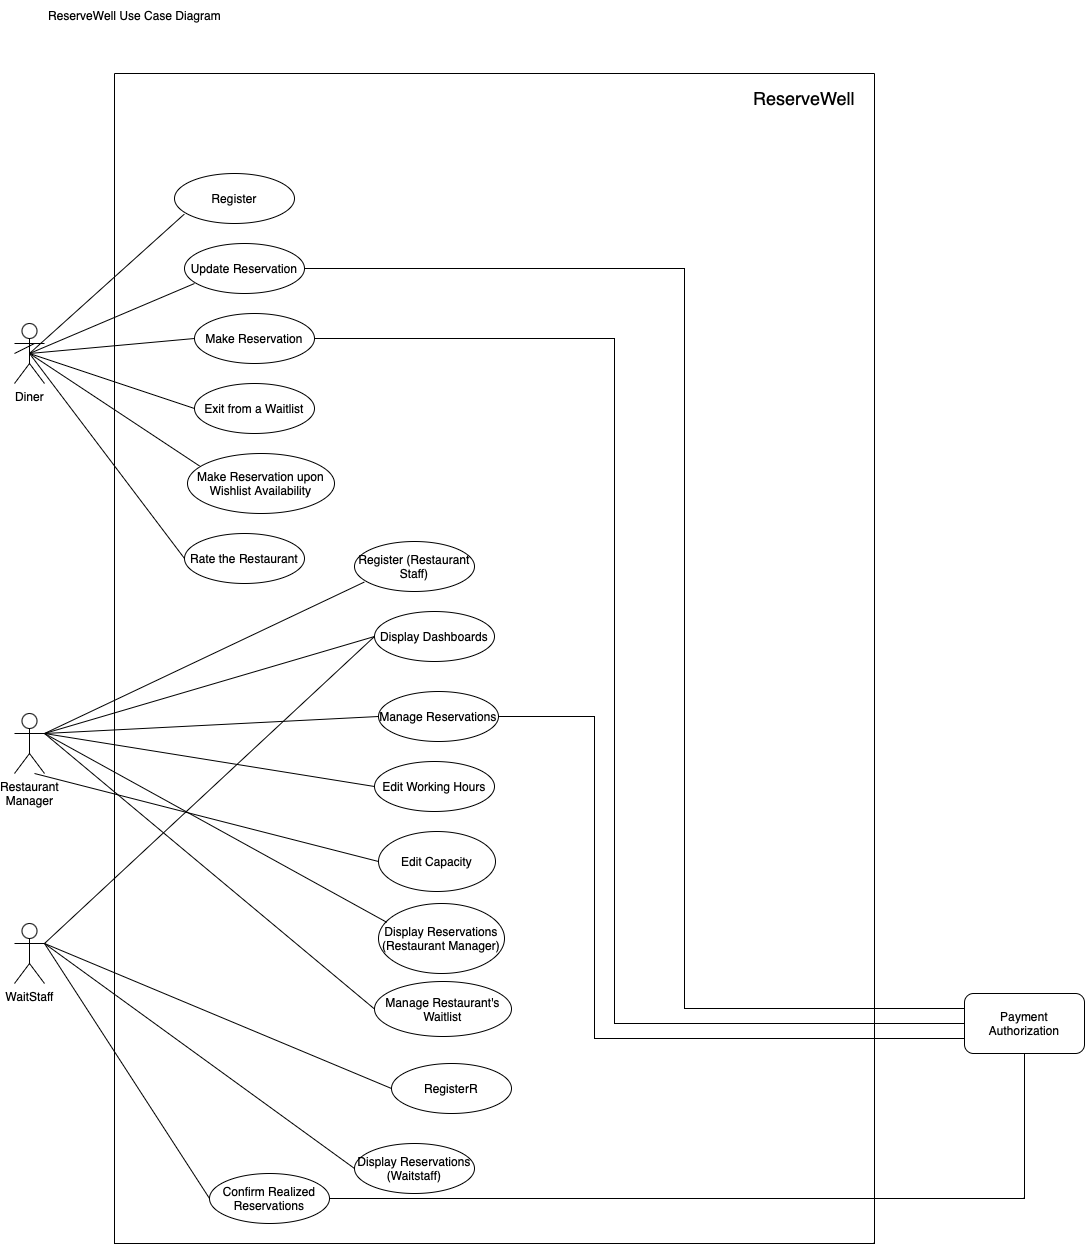 ReserveWell Use Case Diagram
ReserveWell
Register
Update Reservation
Make Reservation
Diner
Exit from a Waitlist
Make Reservation upon
Wishlist Availability
Rate the Restaurant
Register (Restaurant
Staff)
Display Dashboards
Manage Reservations
Restaurant
Manager
Edit Working Hours
Edit Capacity
Display Reservations
(Restaurant Manager)
WaitStaff
Manage Restaurant's
Waitlist
Payment
Authorization
RegisterR
Display Reservations
(Waitstaff)
Confirm Realized
Reservations